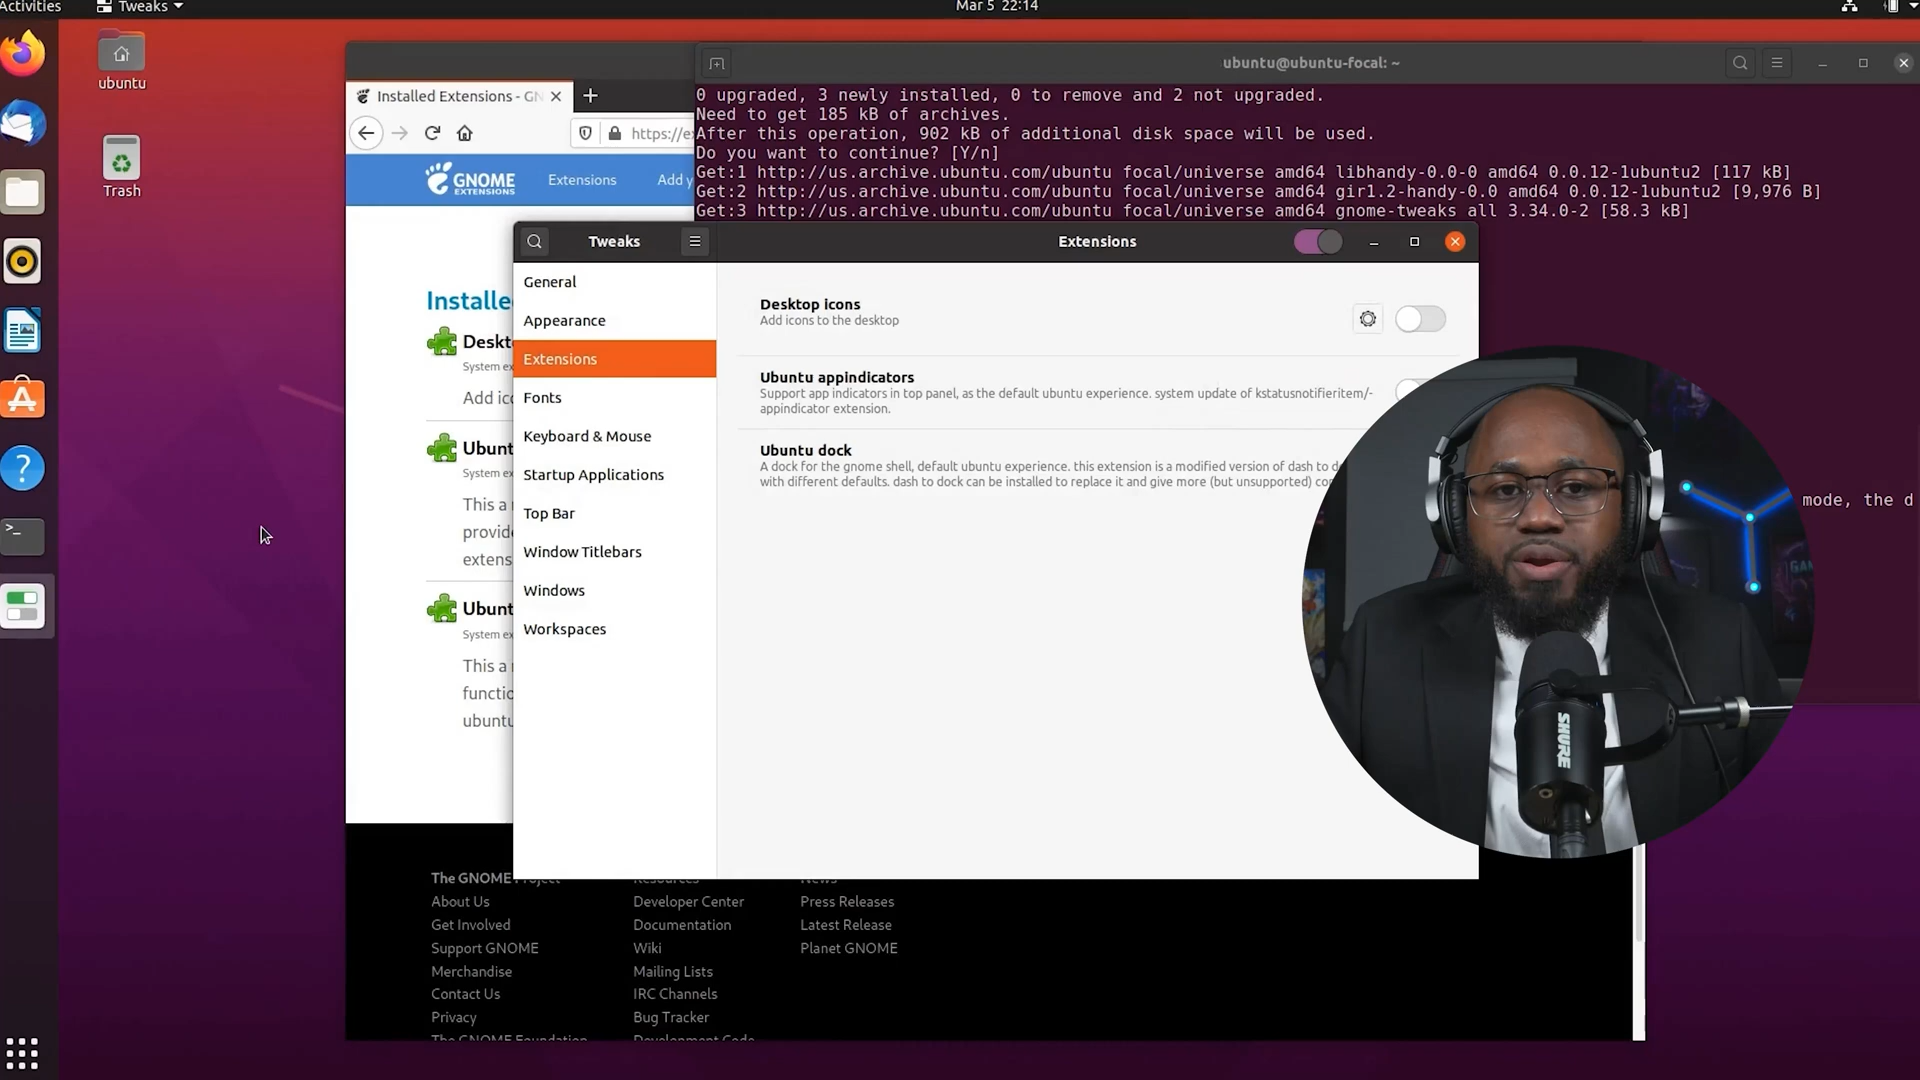 Activities
Tweaks
Mar 5 22:14
ubuntu
Trash
Installed Extensions - GN
https://e
GNOME
EXTENSIONS
Extensions
Add y
ubuntu@ubuntu-focal: ~
0 upgraded, 3 newly installed, 0 to remove and 2 not upgraded.
Need to get 185 kB of archives.
After this operation, 902 kB of additional disk space will be used.
Do you want to continue? [Y/n]
Get:1 http://us.archive.ubuntu.com/ubuntu focal/universe amd64 libhandy-0.0-0 amd64 0.0.12-1ubuntu2 [117 kB]
Get:2 http://us.archive.ubuntu.com/ubuntu focal/universe amd64 gir1.2-handy-0.0 amd64 0.0.12-1ubuntu2 [9,976 B]
Get:3 http://us.archive.ubuntu.com/ubuntu focal/universe amd64 gnome-tweaks all 3.34.0-2 [58.3 kB]
mode, the d
Installe
Deskt
System ex
Add ic
Ubunt
System ex
This a
provid
extens
Ubunt
System ex
This a
functio
ubuntu
Tweaks
General
Appearance
Extensions
Fonts
Keyboard & Mouse
Startup Applications
Top Bar
Window Titlebars
Windows
Workspaces
Extensions
Desktop icons
Add icons to the desktop
Ubuntu appindicators
Support app indicators in top panel, as the default ubuntu experience. system update of kstatusnotifieritem/-
appindicator extension.
Ubuntu dock
A dock for the gnome shell, default ubuntu experience. this extension is a modified version of dash to d
with different defaults. dash to dock can be installed to replace it and give more (but unsupported) co
SHURE
The GNOME Project
About Us
Get Involved
Support GNOME
Merchandise
Contact Us
Privacy
The GNOME Foundation
Resources
Developer Center
Documentation
Wiki
Mailing Lists
IRC Channels
Bug Tracker
Development Code
News
Press Releases
Latest Release
Planet GNOME